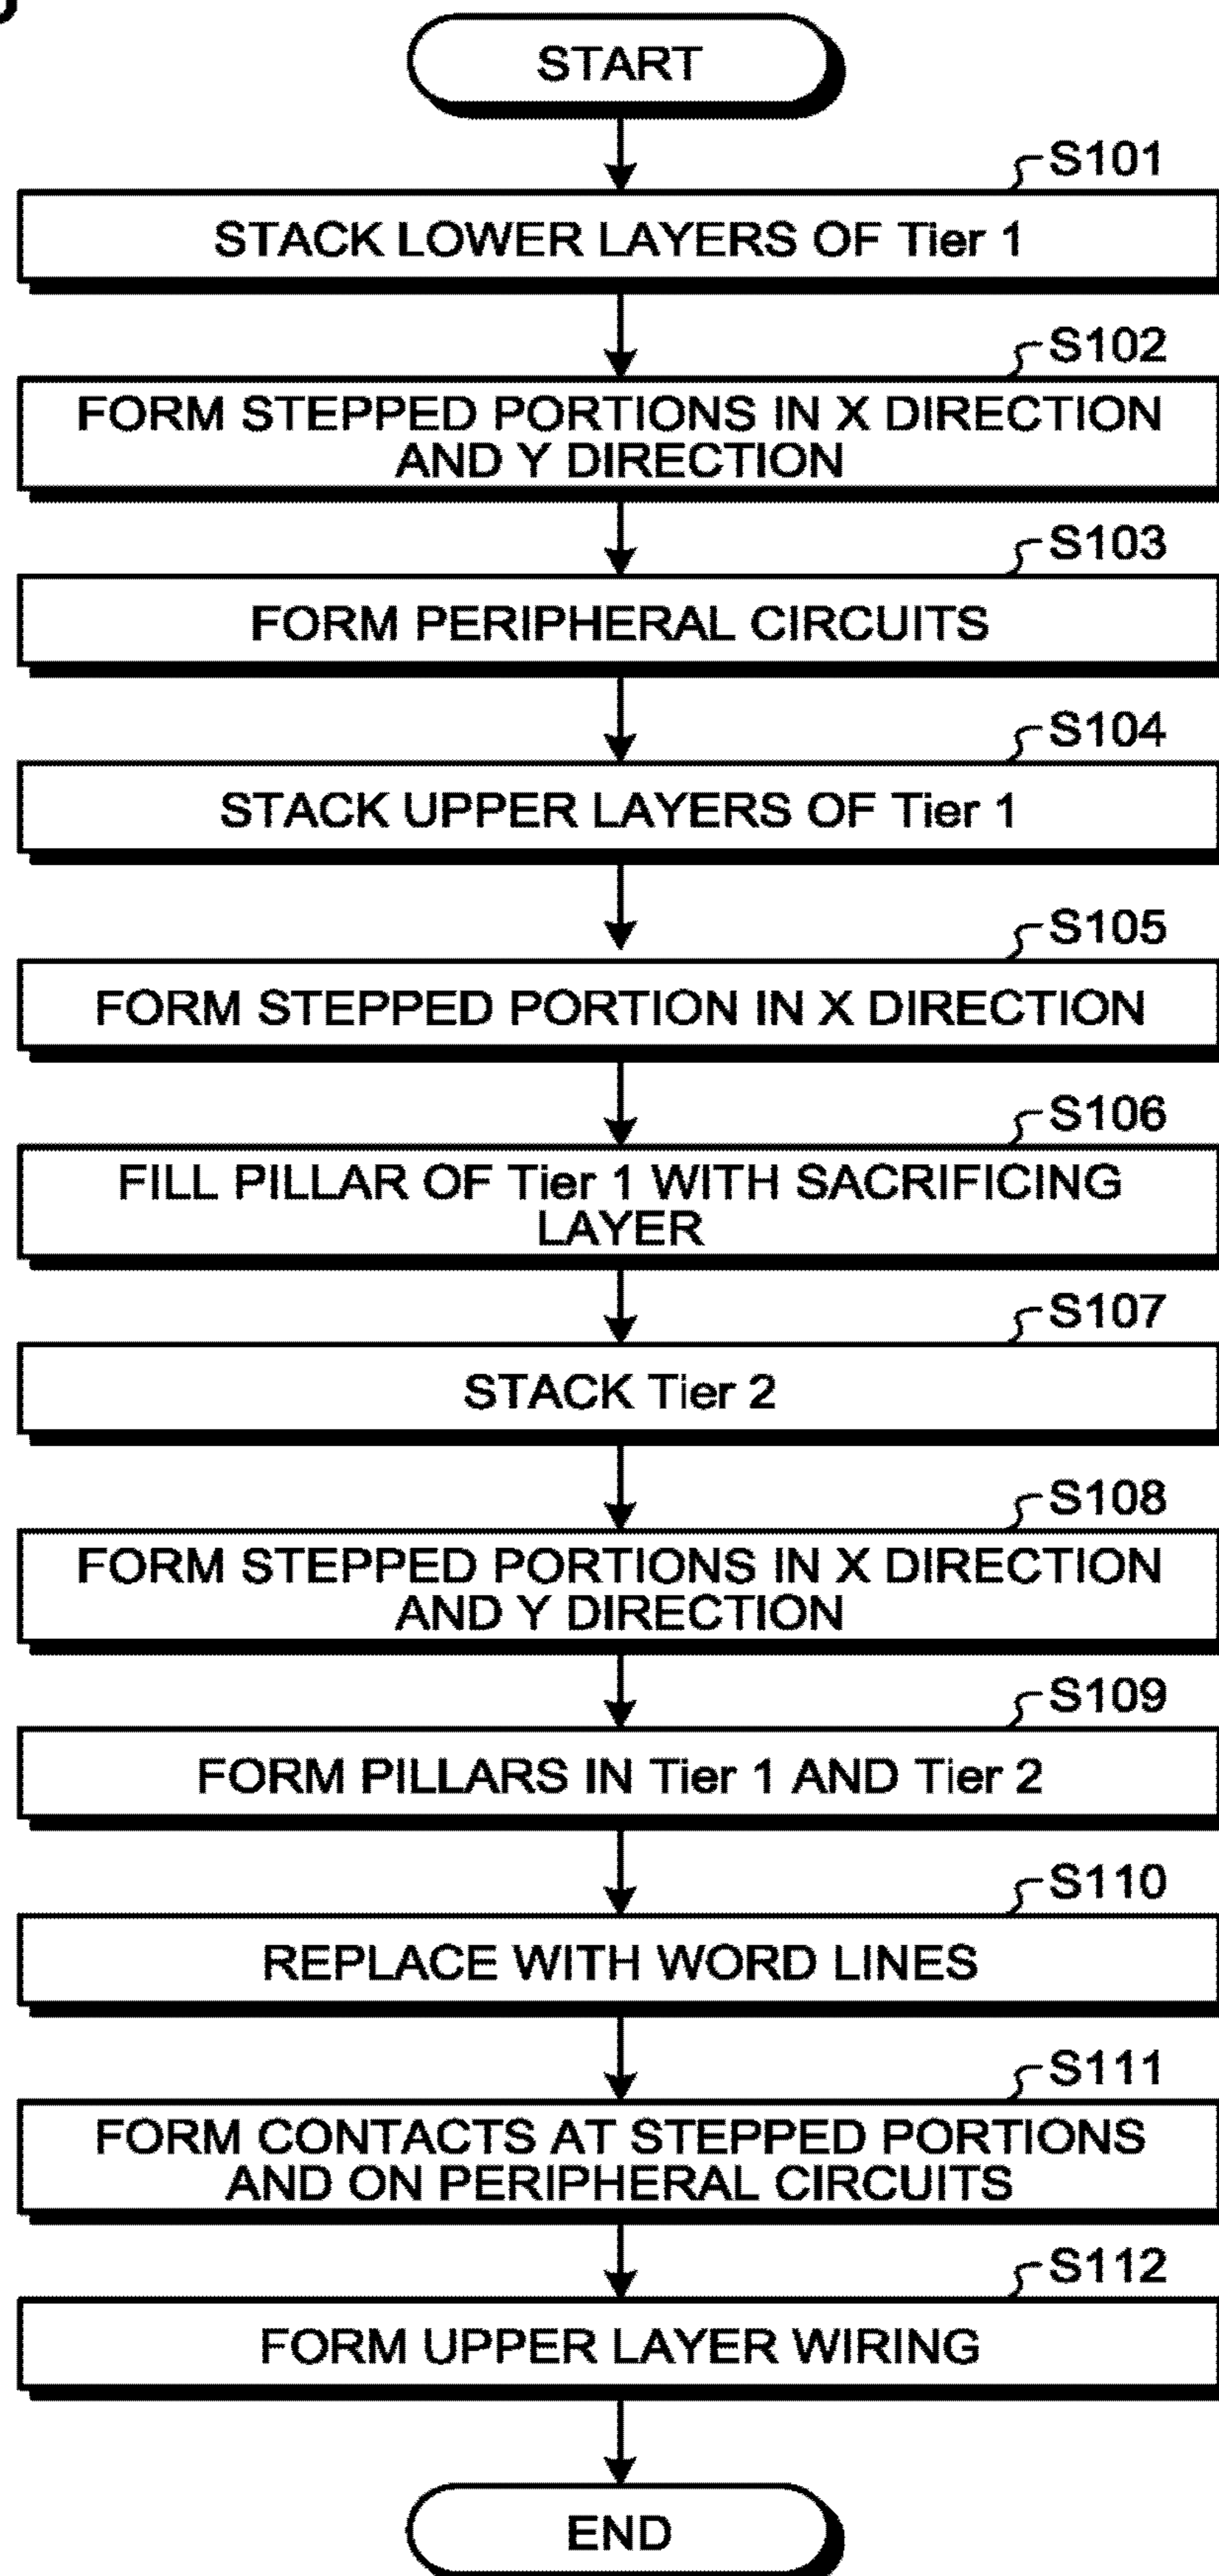 START
S101
STACK LOWER LAYERS OF Tier 1
S102
FORM STEPPED PORTIONS IN X DIRECTION
AND Y DIRECTION
S103
FORM PERIPHERAL CIRCUITS
S104
STACK UPPER LAYERS OF Tier 1
S105
FORM STEPPED PORTION IN X DIRECTION
S106
FILL PILLAR OF Tier 1 WITH SACRIFICING
LAYER
S107
STACK Tier 2
S108
FORM STEPPED PORTIONS IN X DIRECTION
AND Y DIRECTION
S109
FORM PILLARS IN Tier 1 AND Tier 2
S110
REPLACE WITH WORD LINES
S111
FORM CONTACTS AT STEPPED PORTIONS
AND ON PERIPHERAL CIRCUITS
S112
FORM UPPER LAYER WIRING
END